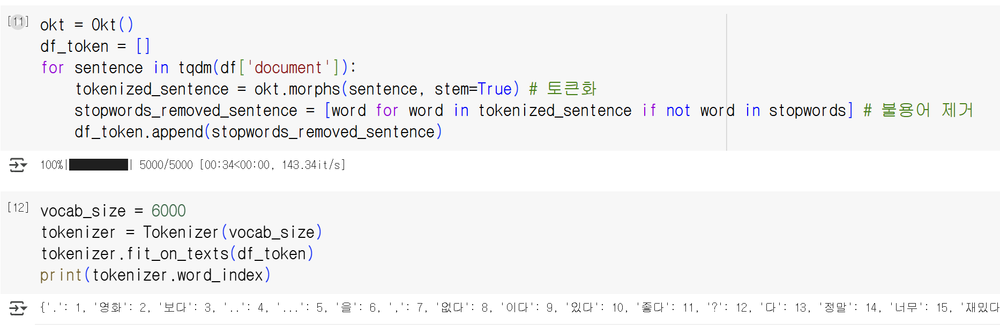 [11] okt = Okt()
df_token = []
for sentence in tqdm(df['document']):
    tokenized_sentence = okt.morphs(sentence, stem=True) # 토큰화
    stopwords_removed_sentence = [word for word in tokenized_sentence if not word in stopwords] # 불용어 제거
    df_token.append(stopwords_removed_sentence)
100%|██████████| 5000/5000 [00:34<00:00, 143.34it/s]
[12] vocab_size = 6000
tokenizer = Tokenizer(vocab_size)
tokenizer.fit_on_texts(df_token)
print(tokenizer.word_index)
{'.': 1, '영화': 2, '보다': 3, '..': 4, '...': 5, '을': 6, ',': 7, '없다': 8, '이다': 9, '있다': 10, '좋다': 11, '?': 12, '다': 13, '정말': 14, '너무': 15, '재밌다